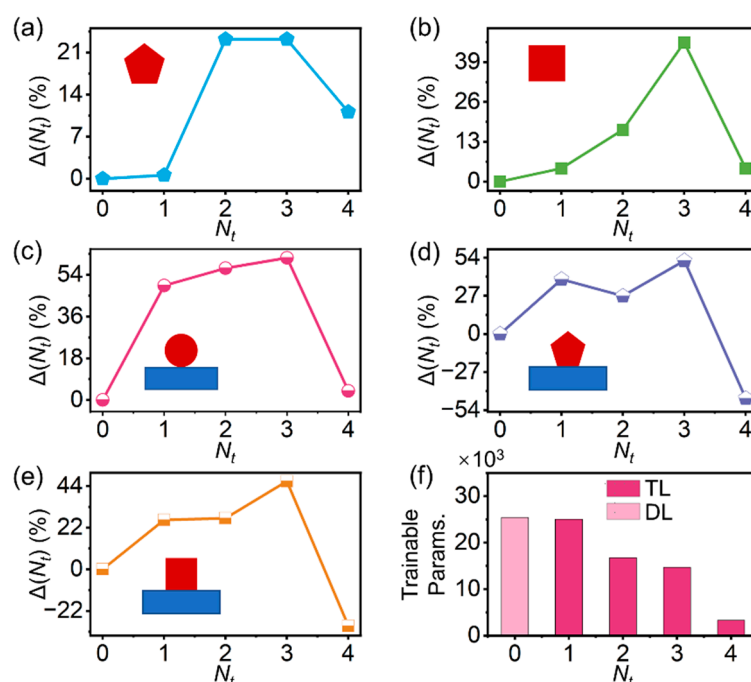 (a)
Δ(Nt) (%)
21
14
7
0
0 1 2 3 4
Nt
(b)
Δ(Nt) (%)
39
26
13
0
0 1 2 3 4
Nt
(c)
Δ(Nt) (%)
54
36
18
0
0 1 2 3 4
Nt
(d)
Δ(Nt) (%)
54
27
0
−27
−54
0 1 2 3 4
Nt
(e)
Δ(Nt) (%)
44
22
0
−22
0 1 2 3 4
Nt
(f)
×10³
Trainable
Params.
30
20
10
0
TL
DL
0 1 2 3 4
Nt